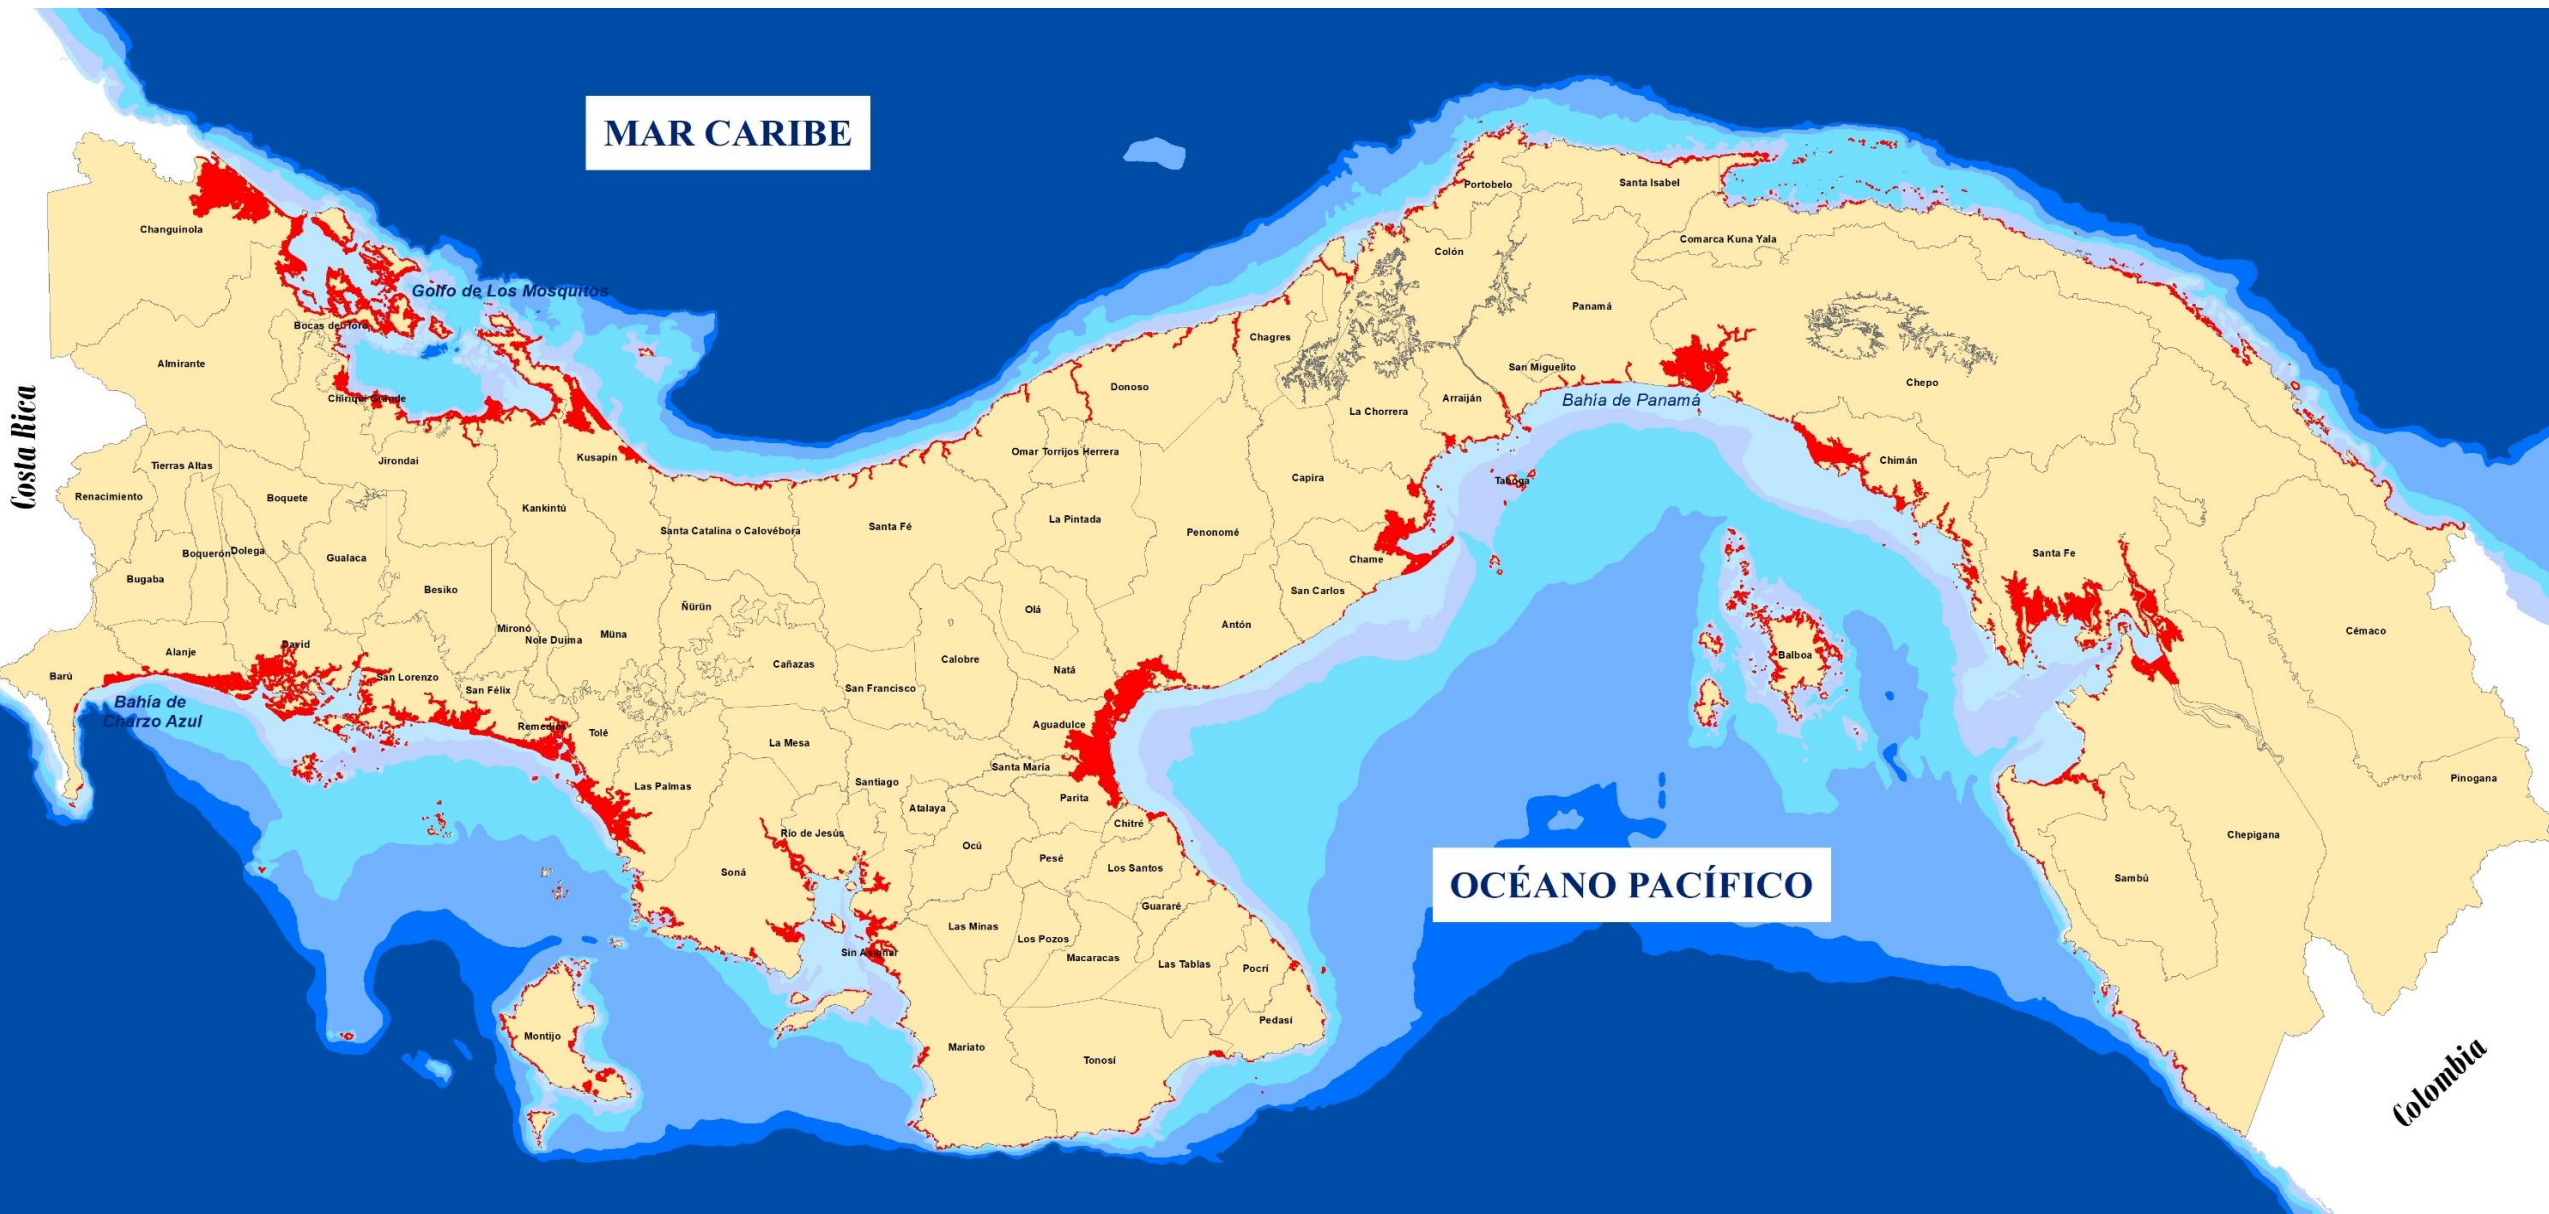 MAR CARIBE
Portobelo
Santa Isabel
Changuinola
Comarca Kuna Yala
Colón
Golfo de Los Mosquitos
Panamá
Bocas del Toro
Chagres
Almirante
San Miguelito
Donoso
Chepo
Costa Rica
Chiriquí Grande
Arraiján
Bahía de Panamá
La Chorrera
Omar Torrijos Herrera
Kusapín
Jirondai
Chimán
Tierras Altas
Capira
Taboga
Renacimiento
Boquete
Kankintú
La Pintada
Santa Fé
Santa Catalina o Calovébora
Penonomé
Boquerón
Dolega
Gualaca
Chame
Santa Fe
Bugaba
Besiko
San Carlos
Ñürün
Olá
Mironó
Nole Duima
Müna
Antón
Cémaco
David
Alanje
Balboa
Calobre
Cañazas
Natá
Barú
San Lorenzo
San Félix
San Francisco
Bahía de
Charzo Azul
Remedios
Tolé
Aguadulce
La Mesa
Santa María
Pinogana
Las Palmas
Santiago
Parita
Atalaya
Chitré
Río de Jesús
Chepigana
Ocú
Pesé
Los Santos
Soná
Sambú
OCÉANO PACÍFICO
Guararé
Las Minas
Los Pozos
Sin Asignar
Macaracas
Las Tablas
Pocrí
Pedasí
Montijo
Mariato
Tonosí
Colombia